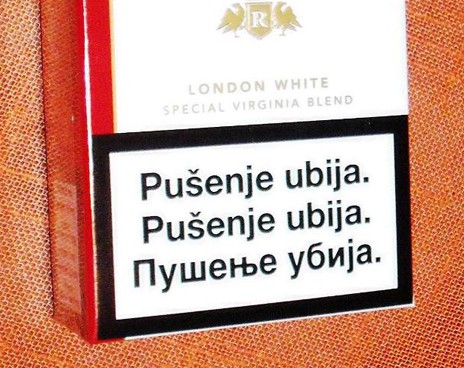 R
LONDON WHITE
SPECIAL VIRGINIA BLEND
Pušenje ubija.
Pušenje ubija.
Пушење убија.